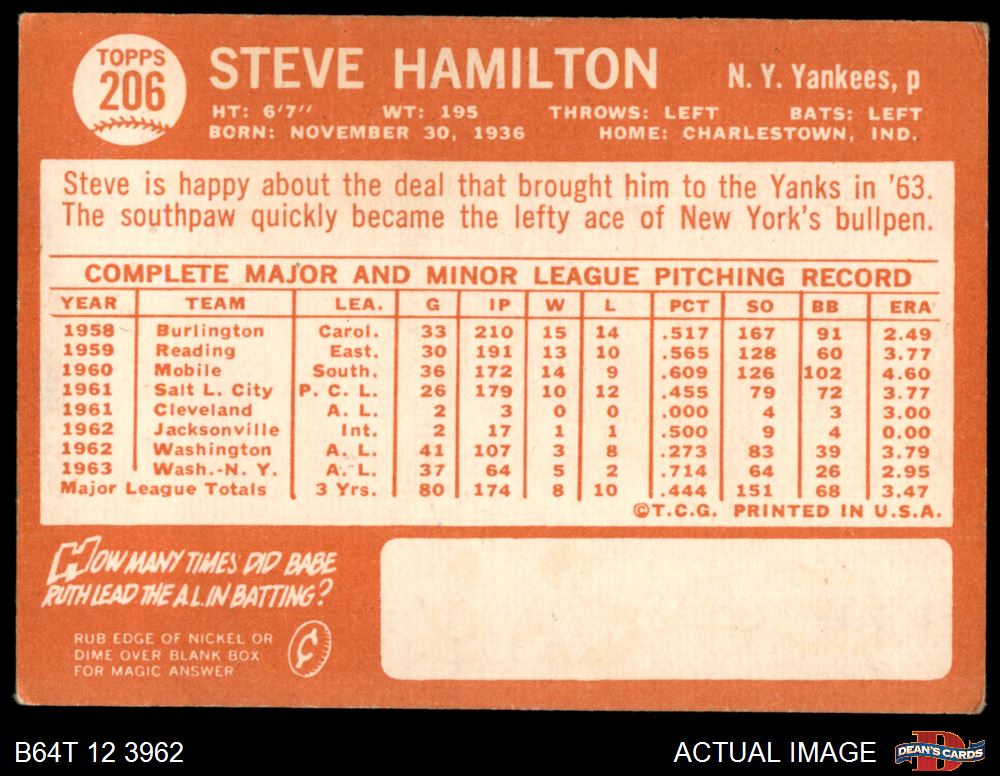 TOPPS
206
STEVE HAMILTON
N. Y. Yankees, p
HT: 6'7" WT: 195 THROWS: LEFT BATS: LEFT
BORN: NOVEMBER 30, 1936 HOME: CHARLESTOWN, IND.
Steve is happy about the deal that brought him to the Yanks in '63.
The southpaw quickly became the lefty ace of New York's bullpen.
COMPLETE MAJOR AND MINOR LEAGUE PITCHING RECORD
YEAR TEAM LEA. G IP W L PCT SO BB ERA
1958 Burlington Carol. 33 210 15 14 .517 167 91 2.49
1959 Reading East. 30 191 13 10 .565 128 60 3.77
1960 Mobile South. 36 172 14 9 .609 126 102 4.60
1961 Salt L. City P. C. L. 26 179 10 12 .455 79 72 3.77
1961 Cleveland A. L. 2 3 0 0 .000 4 3 3.00
1962 Jacksonville Int. 2 17 1 1 .500 9 4 0.00
1962 Washington A. L. 41 107 3 8 .273 83 39 3.79
1963 Wash.-N. Y. A. L. 37 64 5 2 .714 64 26 2.95
Major League Totals 3 Yrs. 80 174 8 10 .444 151 68 3.47
©T.C.G. PRINTED IN U.S.A.
HOW MANY TIMES DID BABE
RUTH LEAD THE A.L. IN BATTING?
RUB EDGE OF NICKEL OR
DIME OVER BLANK BOX
FOR MAGIC ANSWER
¢
B64T 12 3962
ACTUAL IMAGE
D
DEAN'S CARDS